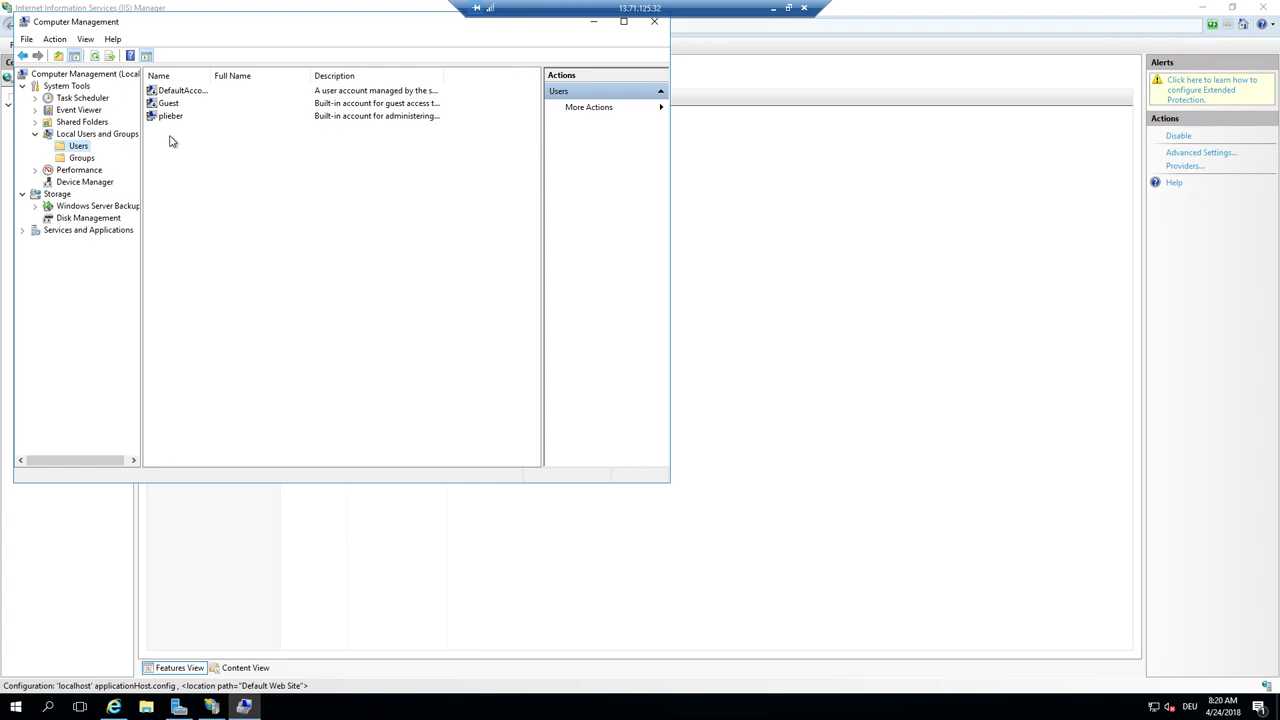 Internet Information Services (IIS) Manager
13.71.125.32
Computer Management
File Action View Help
Computer Management (Local
System Tools
Task Scheduler
Event Viewer
Shared Folders
Local Users and Groups
Users
Groups
Performance
Device Manager
Storage
Windows Server Backup
Disk Management
Services and Applications
Name Full Name Description
DefaultAcco... A user account managed by the s...
Guest Built-in account for guest access t...
plieber Built-in account for administering...
Actions
Users
More Actions
Alerts
Click here to learn how to
configure Extended
Protection.
Actions
Disable
Advanced Settings...
Providers...
Help
Features View Content View
Configuration: 'localhost' applicationHost.config , <location path="Default Web Site">
DEU
8:20 AM
4/24/2018
1